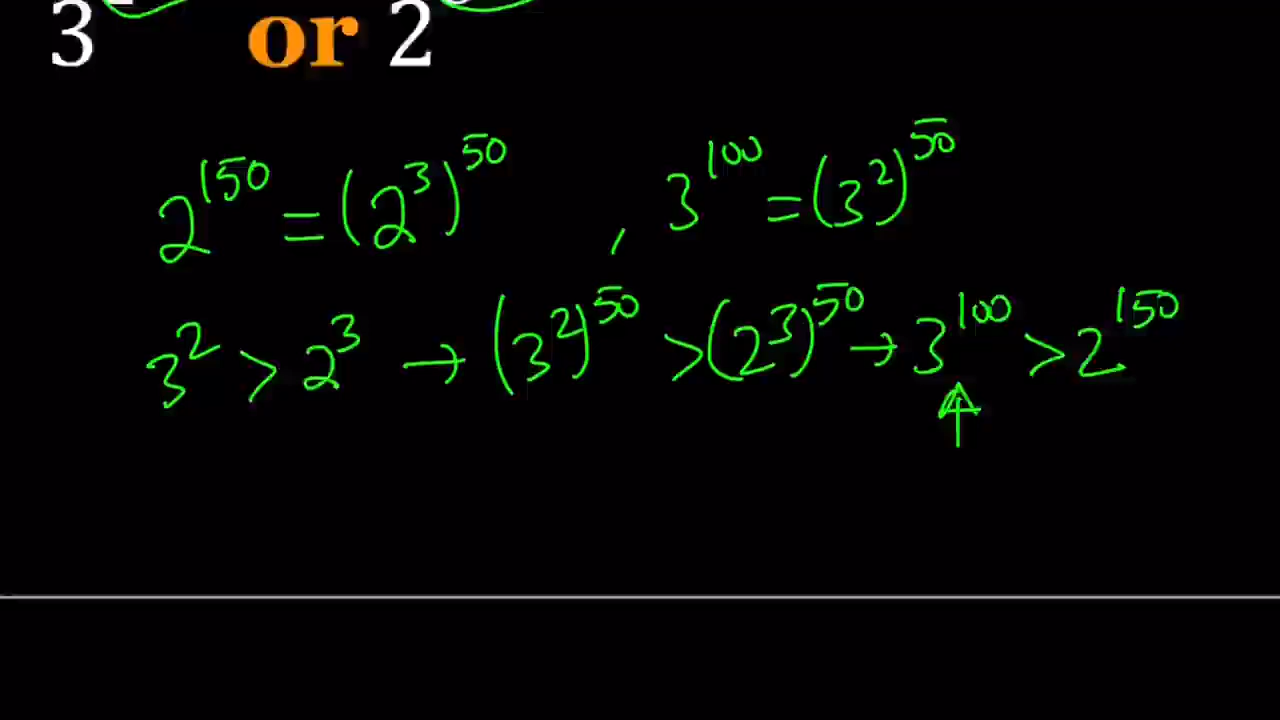 3 or 2
2^150 = (2^3)^50 , 3^100 = (3^2)^50
3^2 > 2^3 → (3^2)^50 > (2^3)^50 → 3^100 > 2^150